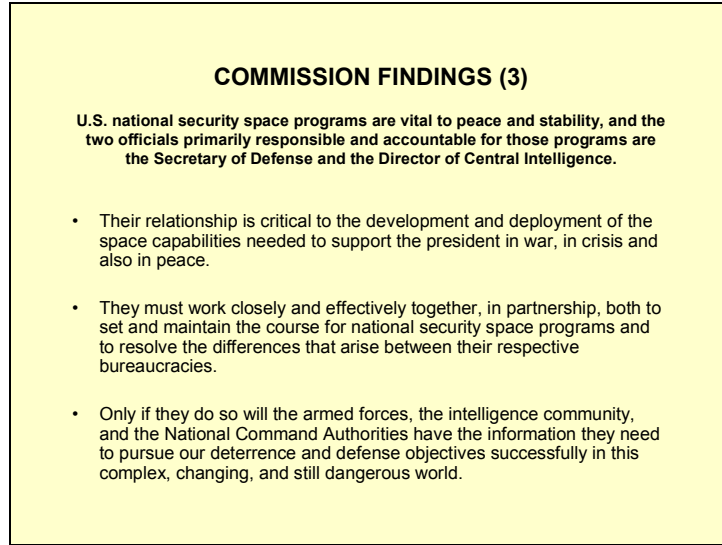 COMMISSION FINDINGS (3)
U.S. national security space programs are vital to peace and stability, and the
two officials primarily responsible and accountable for those programs are
the Secretary of Defense and the Director of Central Intelligence.
• Their relationship is critical to the development and deployment of the
space capabilities needed to support the president in war, in crisis and
also in peace.
• They must work closely and effectively together, in partnership, both to
set and maintain the course for national security space programs and
to resolve the differences that arise between their respective
bureaucracies.
• Only if they do so will the armed forces, the intelligence community,
and the National Command Authorities have the information they need
to pursue our deterrence and defense objectives successfully in this
complex, changing, and still dangerous world.